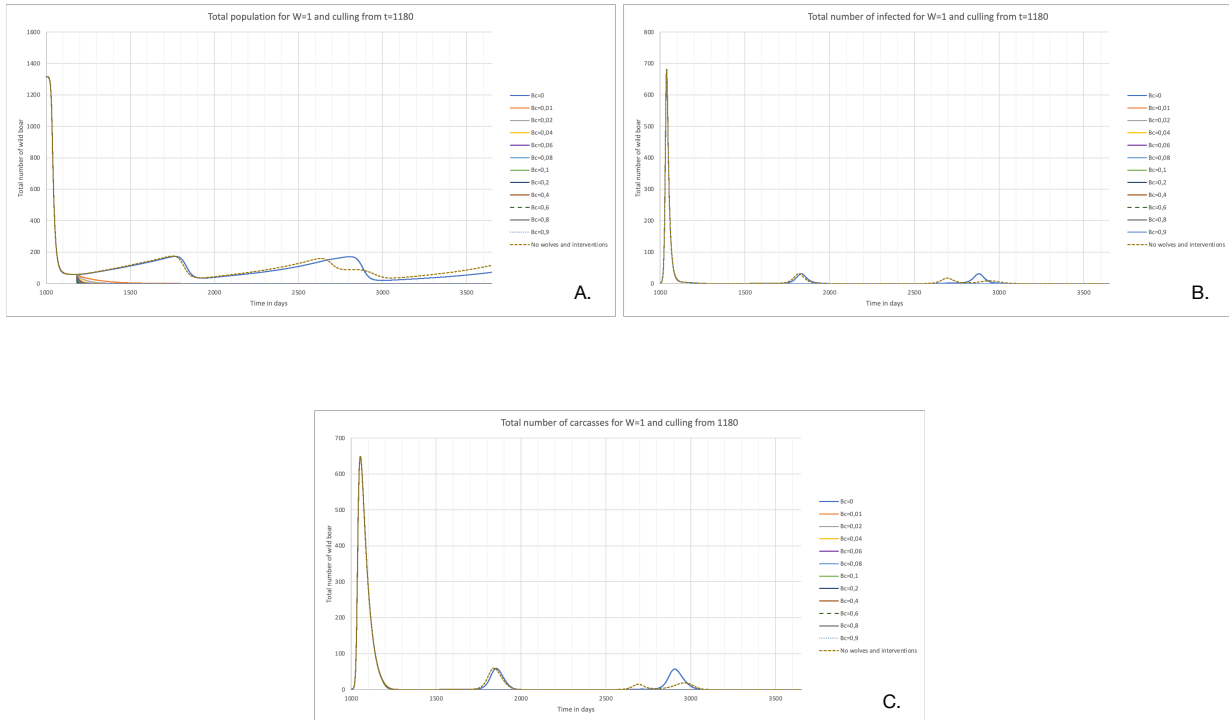 Total population for W=1 and culling from t=1180
1600
1400
1200
1000
800
600
400
200
0
Total number of wild boar
1000
1500
2000
2500
3000
3500
Time in days
Bc=0
Bc=0,01
Bc=0,02
Bc=0,04
Bc=0,06
Bc=0,08
Bc=0,1
Bc=0,2
Bc=0,4
Bc=0,6
Bc=0,8
Bc=0,9
No wolves and interventions
A.
Total number of infected for W=1 and culling from t=1180
800
700
600
500
400
300
200
100
0
Total number of wild boar
1000
1500
2000
2500
3000
3500
Time in days
Bc=0
Bc=0,01
Bc=0,02
Bc=0,04
Bc=0,06
Bc=0,08
Bc=0,1
Bc=0,2
Bc=0,4
Bc=0,6
Bc=0,8
Bc=0,9
No wolves and interventions
B.
Total number of carcasses for W=1 and culling from 1180
700
600
500
400
300
200
100
0
Total number of wild boar
1000
1500
2000
2500
3000
3500
Time in days
Bc=0
Bc=0,01
Bc=0,02
Bc=0,04
Bc=0,06
Bc=0,08
Bc=0,1
Bc=0,2
Bc=0,4
Bc=0,6
Bc=0,8
Bc=0,9
No wolves and interventions
C.